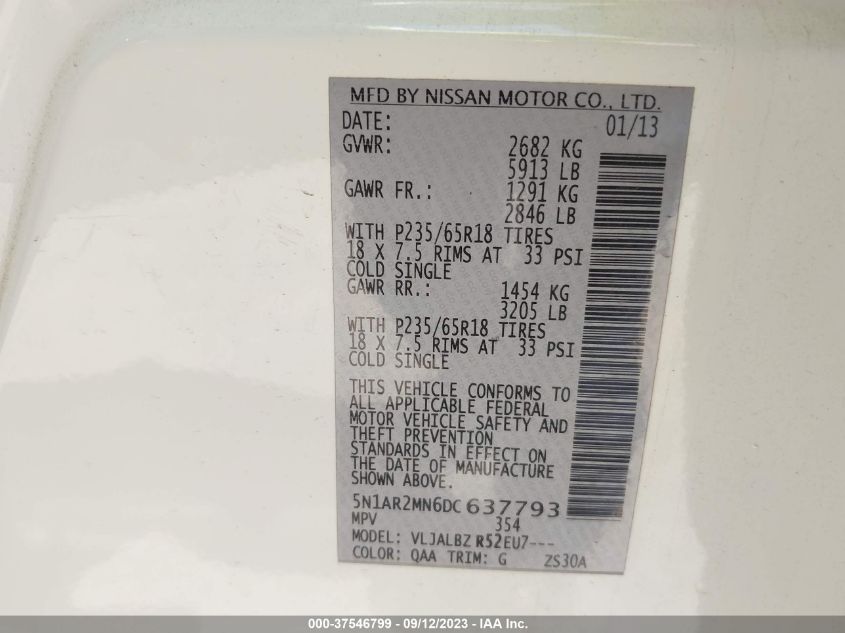 MFD BY NISSAN MOTOR CO., LTD.
DATE: 01/13
GVWR: 2682 KG
5913 LB
GAWR FR.: 1291 KG
2846 LB
WITH P235/65R18 TIRES
18 X 7.5 RIMS AT 33 PSI
COLD SINGLE
GAWR RR.: 1454 KG
3205 LB
WITH P235/65R18 TIRES
18 X 7.5 RIMS AT 33 PSI
COLD SINGLE
THIS VEHICLE CONFORMS TO
ALL APPLICABLE FEDERAL
MOTOR VEHICLE SAFETY AND
THEFT PREVENTION
STANDARDS IN EFFECT ON
THE DATE OF MANUFACTURE
SHOWN ABOVE.
5N1AR2MN6DC637793
MPV 354
MODEL: VLJALBZ R52EU7---
COLOR: QAA TRIM: G ZS30A
000-37546799 - 09/12/2023 - IAA Inc.